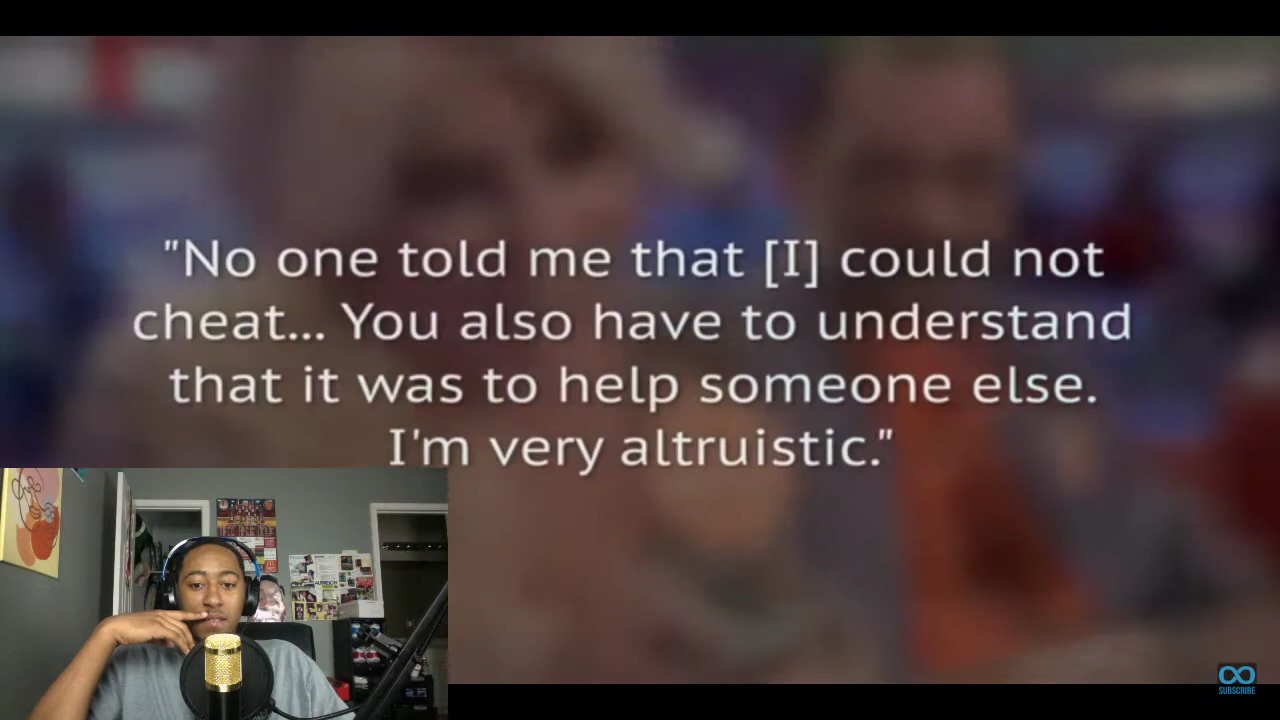 "No one told me that [I] could not
cheat... You also have to understand
that it was to help someone else.
I'm very altruistic."
SUBSCRIBE